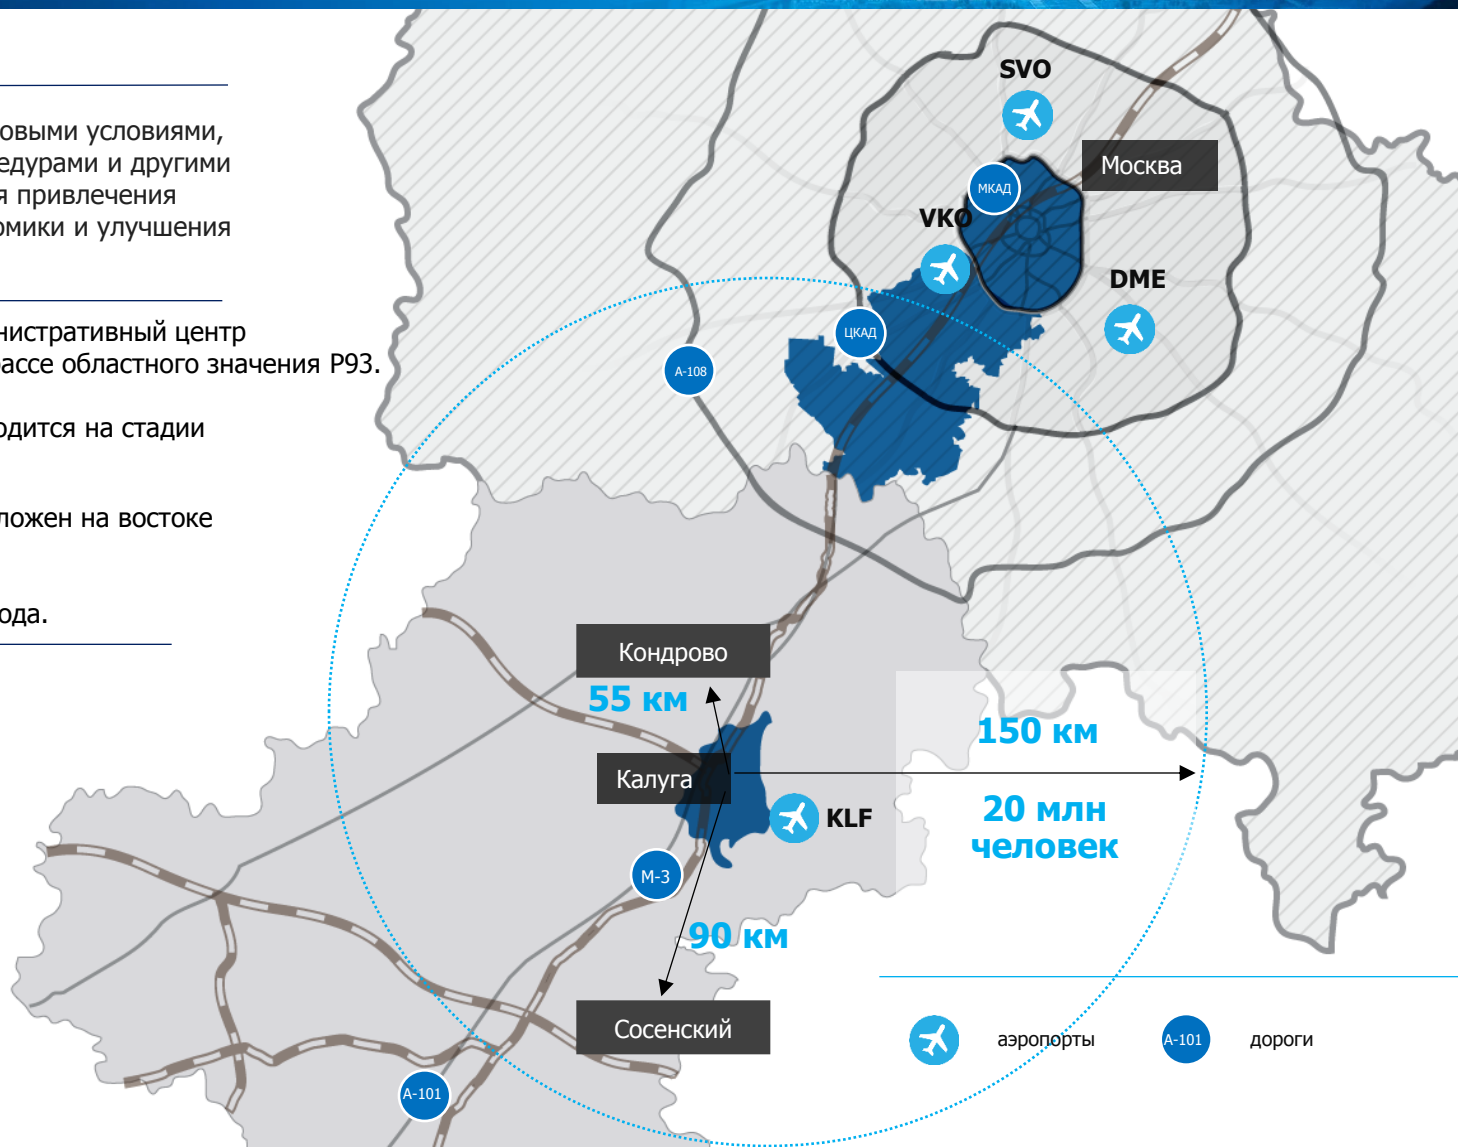 овыми условиями,
едурами и другими
я привлечения
омики и улучшения
нистративный центр
рассе областного значения Р93.
одится на стадии
ложен на востоке
ода.
SVO
Москва
МКАД
VKO
DME
ЦКАД
А-108
Кондрово
55 км
150 км
Калуга
20 млн
человек
KLF
М-3
90 км
Сосенский
аэропорты
А-101
дороги
А-101